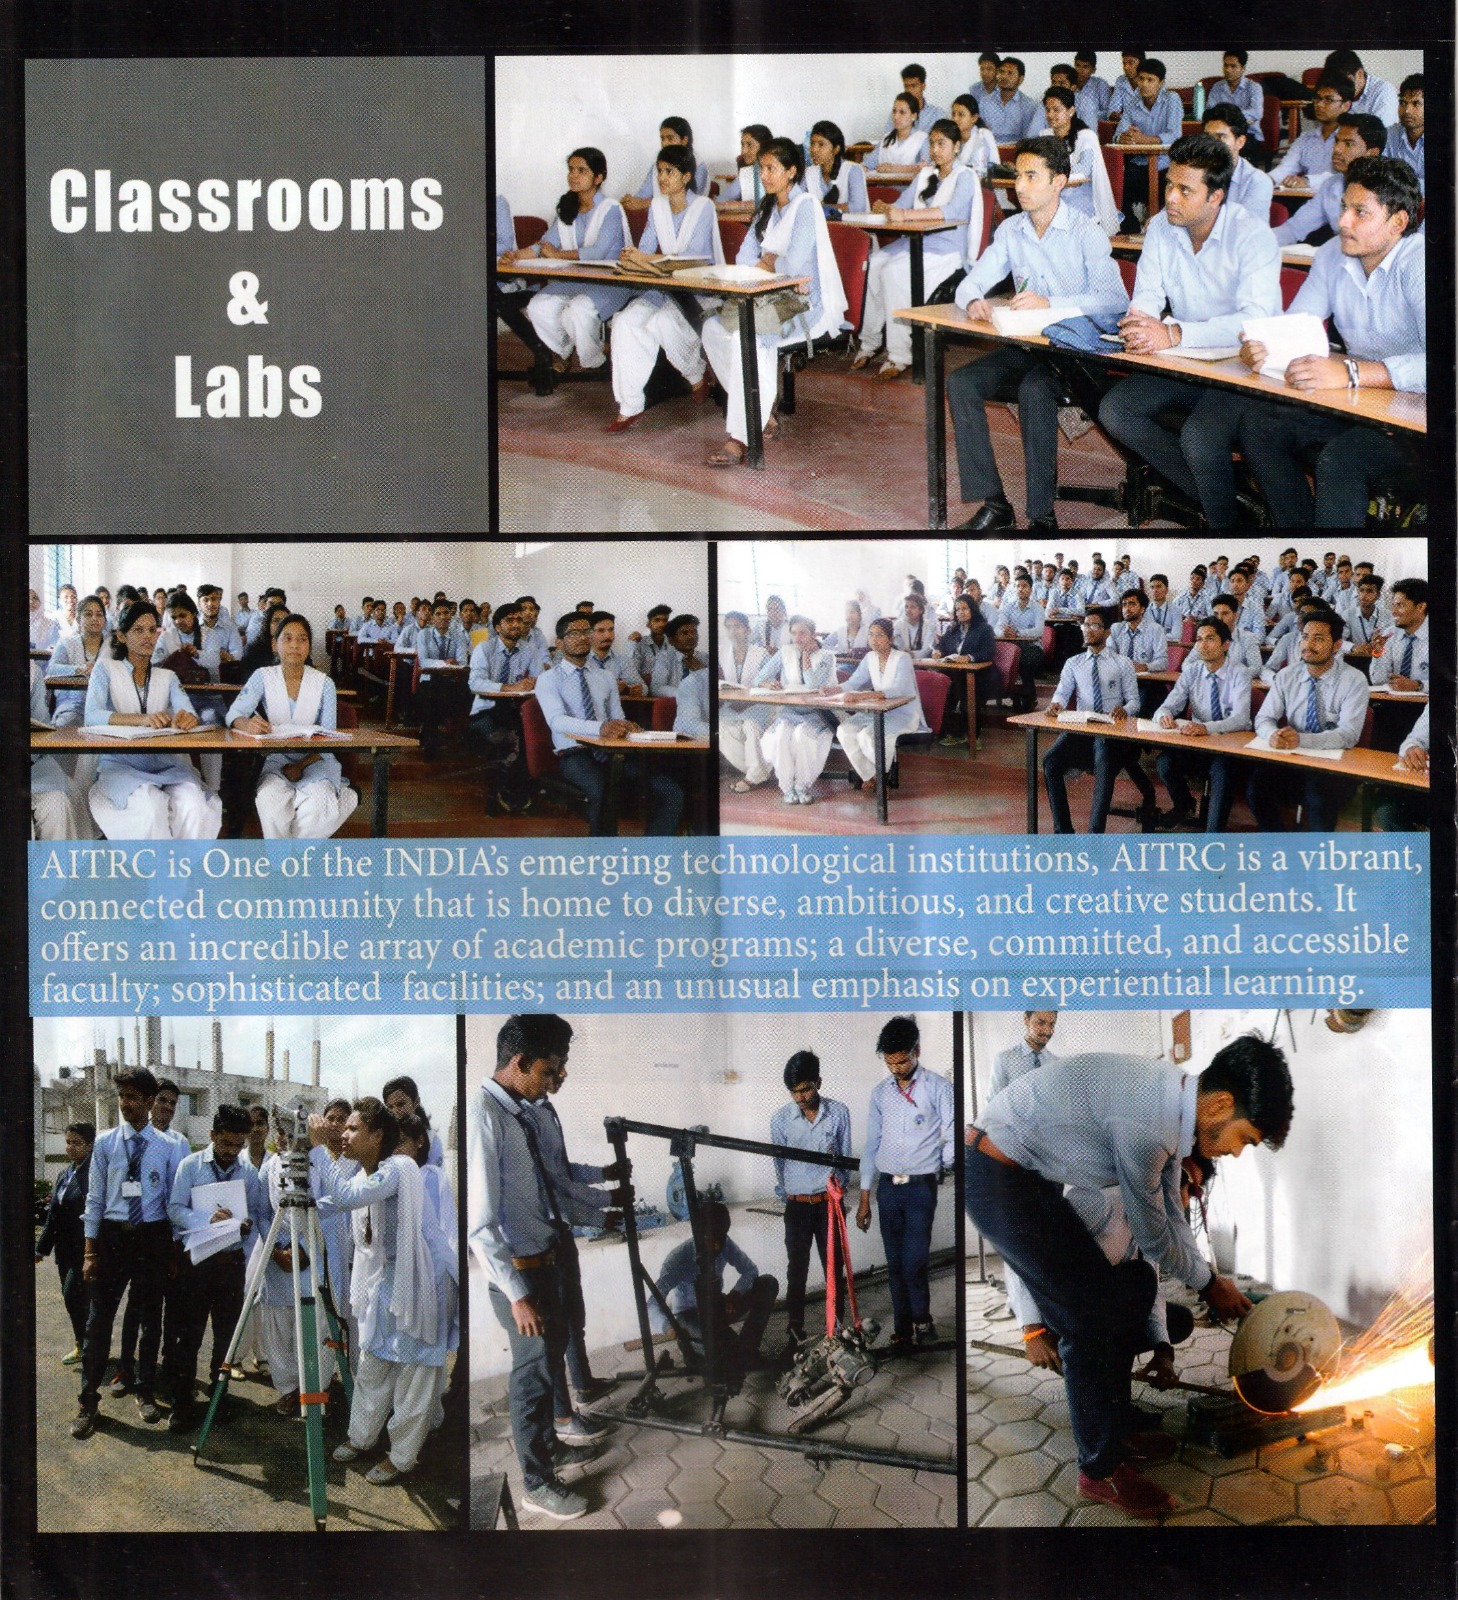 Classrooms
&
Labs
AITRC is One of the INDIA's emerging technological institutions, AITRC is a vibrant,
connected community that is home to diverse, ambitious, and creative students. It
offers an incredible array of academic programs; a diverse, committed, and accessible
faculty; sophisticated facilities; and an unusual emphasis on experiential learning.